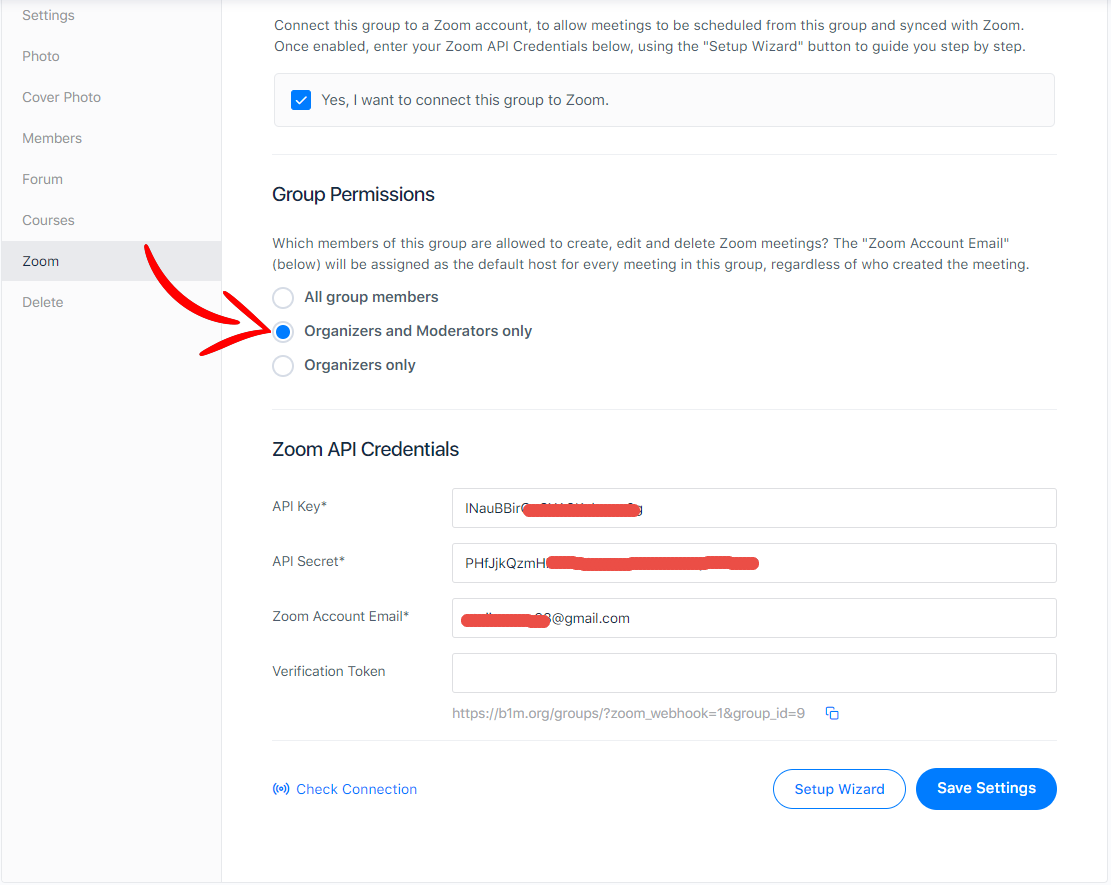 Settings
Photo
Cover Photo
Members
Forum
Courses
Zoom
Delete
Connect this group to a Zoom account, to allow meetings to be scheduled from this group and synced with Zoom.
Once enabled, enter your Zoom API Credentials below, using the "Setup Wizard" button to guide you step by step.
Yes, I want to connect this group to Zoom.
Group Permissions
Which members of this group are allowed to create, edit and delete Zoom meetings? The "Zoom Account Email"
(below) will be assigned as the default host for every meeting in this group, regardless of who created the meeting.
All group members
Organizers and Moderators only
Organizers only
Zoom API Credentials
API Key*
API Secret*
Zoom Account Email* @gmail.com
Verification Token
https://b1m.org/groups/?zoom_webhook=1&group_id=9
Check Connection
Setup Wizard
Save Settings